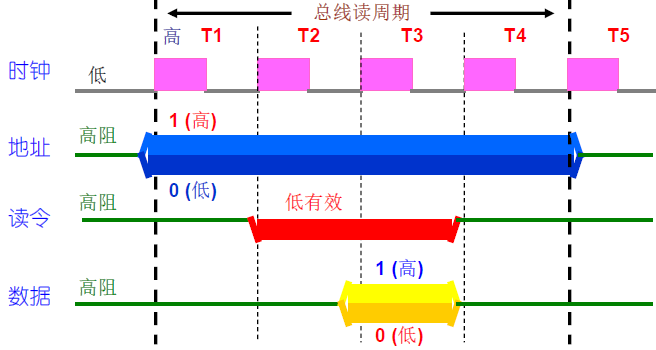 总线读周期
高 T1 T2 T3 T4 T5
时钟 低
高阻 1 (高)
地址
0 (低)
高阻 低有效
读令
高阻 1 (高)
数据
0 (低)